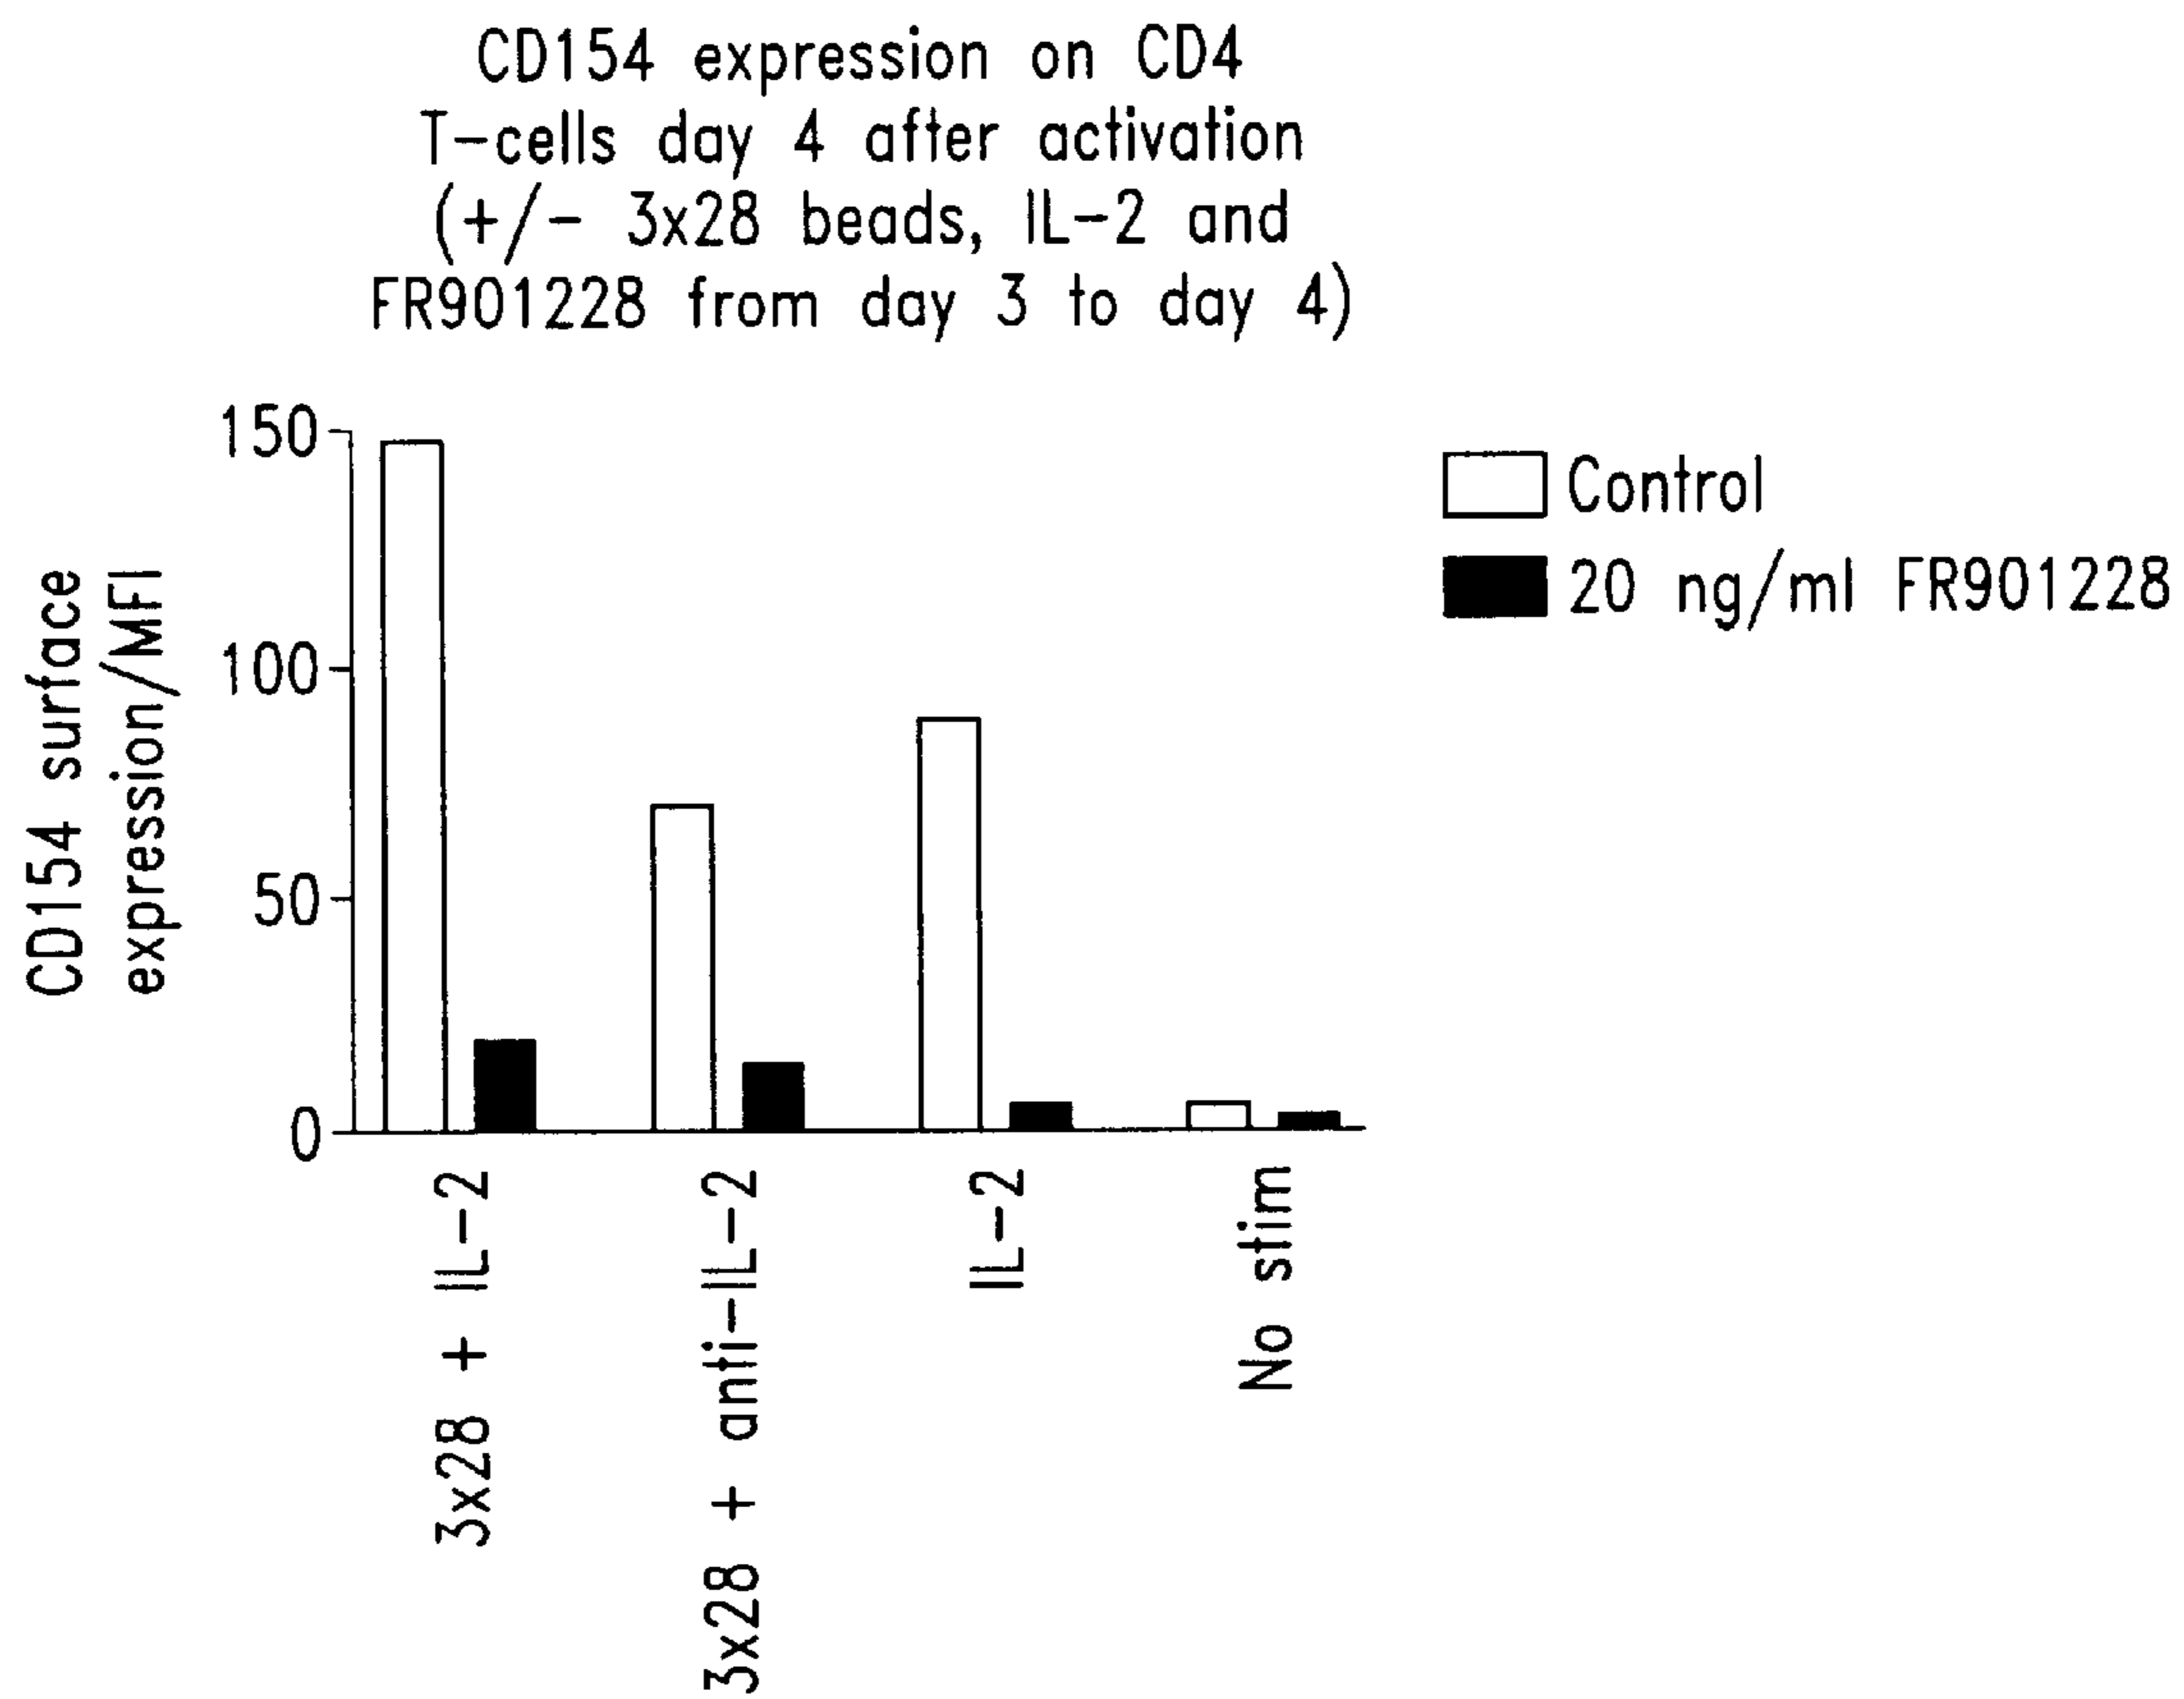 CD154 expression on CD4
T-cells day 4 after activation
(+/- 3x28 beads, IL-2 and
FR901228 from day 3 to day 4)
CD154 surface
expression/MFI
150
100
50
0
3x28 + IL-2
3x28 + anti-IL-2
IL-2
No stim
Control
20 ng/ml FR901228